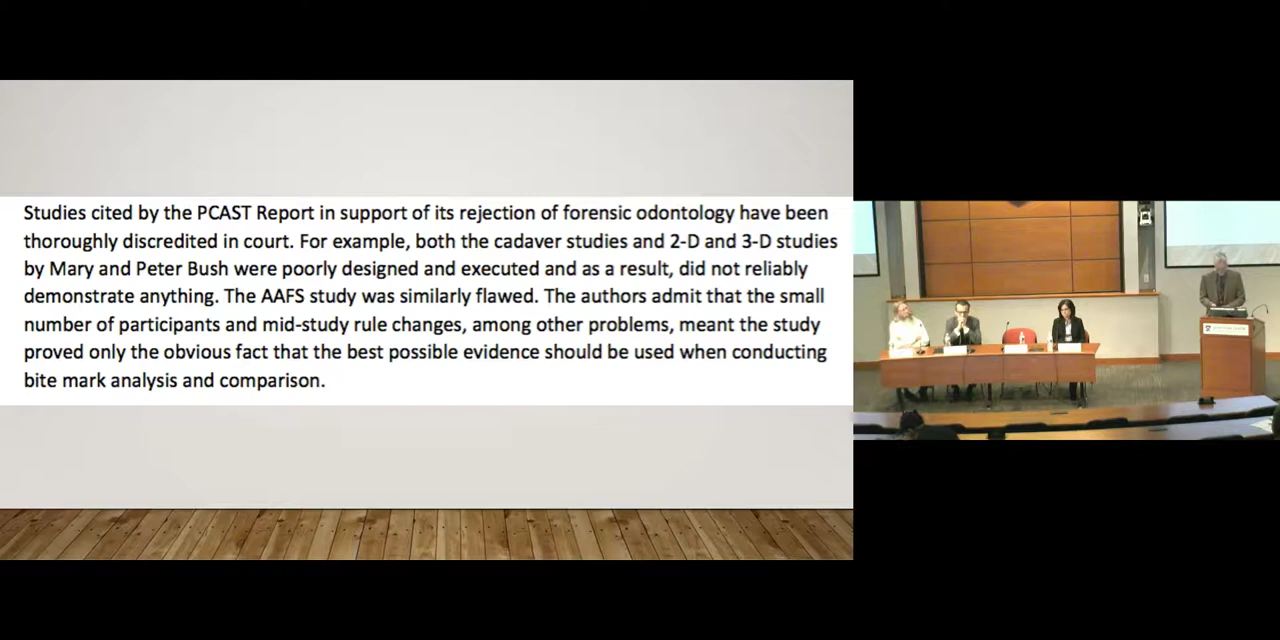 Studies cited by the PCAST Report in support of its rejection of forensic odontology have been
thoroughly discredited in court. For example, both the cadaver studies and 2-D and 3-D studies
by Mary and Peter Bush were poorly designed and executed and as a result, did not reliably
demonstrate anything. The AAFS study was similarly flawed. The authors admit that the small
number of participants and mid-study rule changes, among other problems, meant the study
proved only the obvious fact that the best possible evidence should be used when conducting
bite mark analysis and comparison.